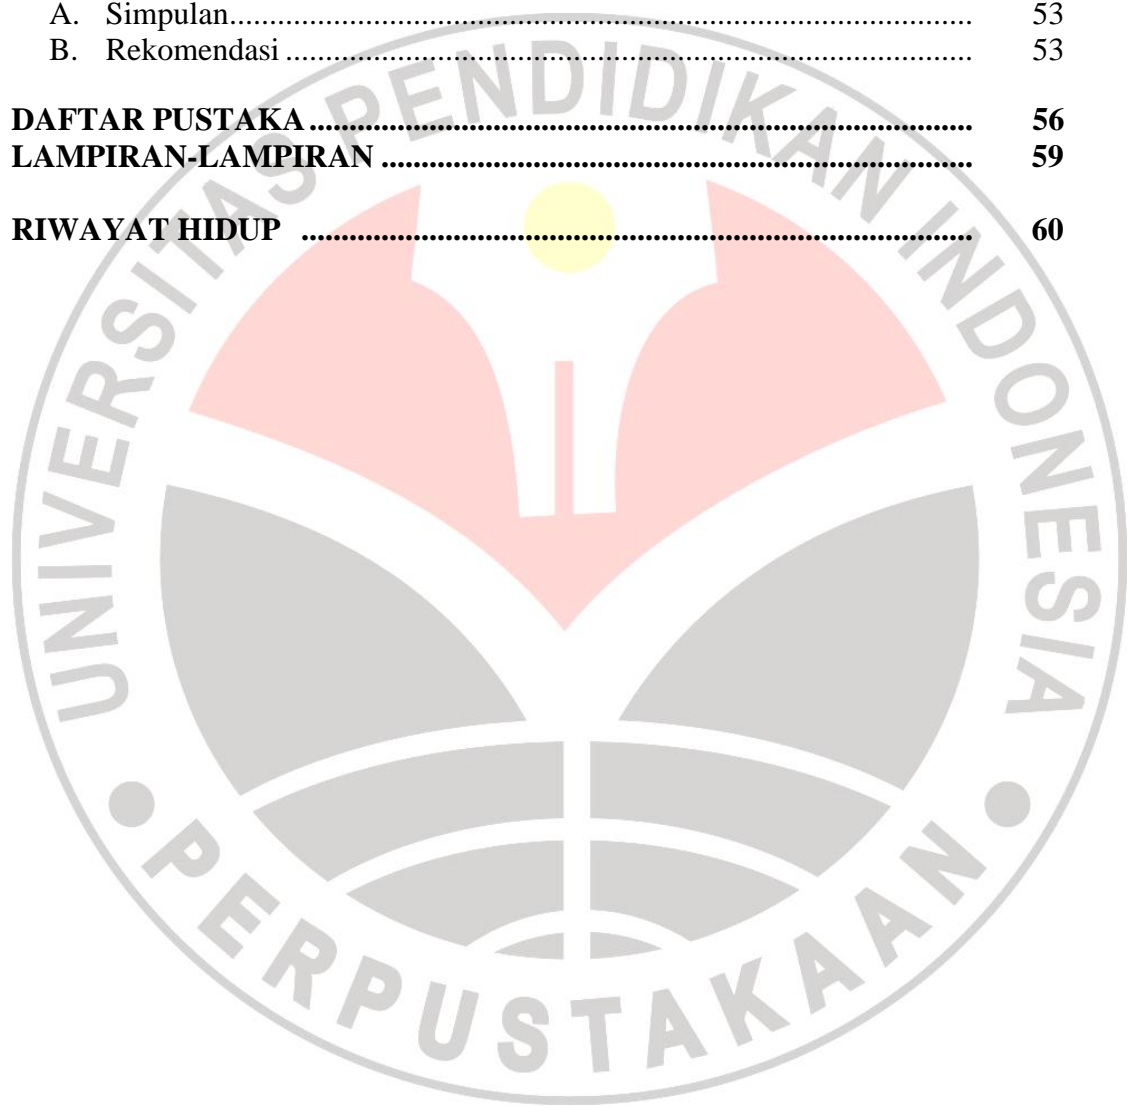 A. Simpulan.......................................................................................... 53
B. Rekomendasi ................................................................................... 53
DAFTAR PUSTAKA ................................................................................ 56
LAMPIRAN-LAMPIRAN ....................................................................... 59
RIWAYAT HIDUP ................................................................................. 60
UNIVERSITAS PENDIDIKAN INDONESIA
PERPUSTAKAAN